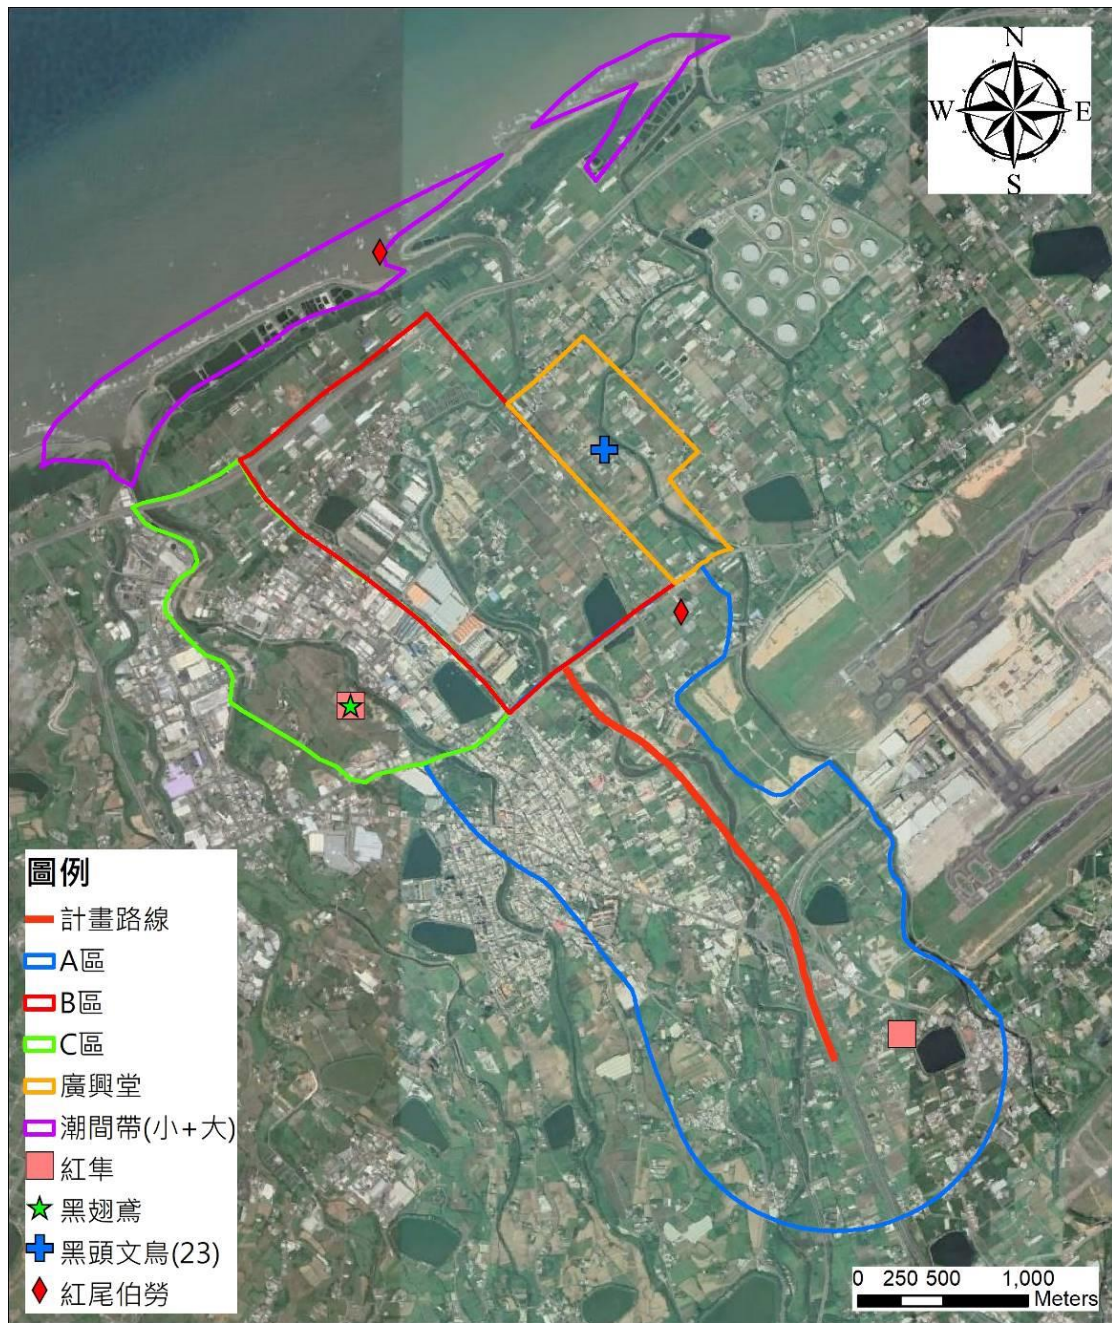 N
W E
S
圖例
計畫路線
A區
B區
C區
廣興堂
潮間帶(小+大)
紅隼
黑翅鳶
黑頭文鳥(23)
紅尾伯勞
0 250 500 1,000
Meters